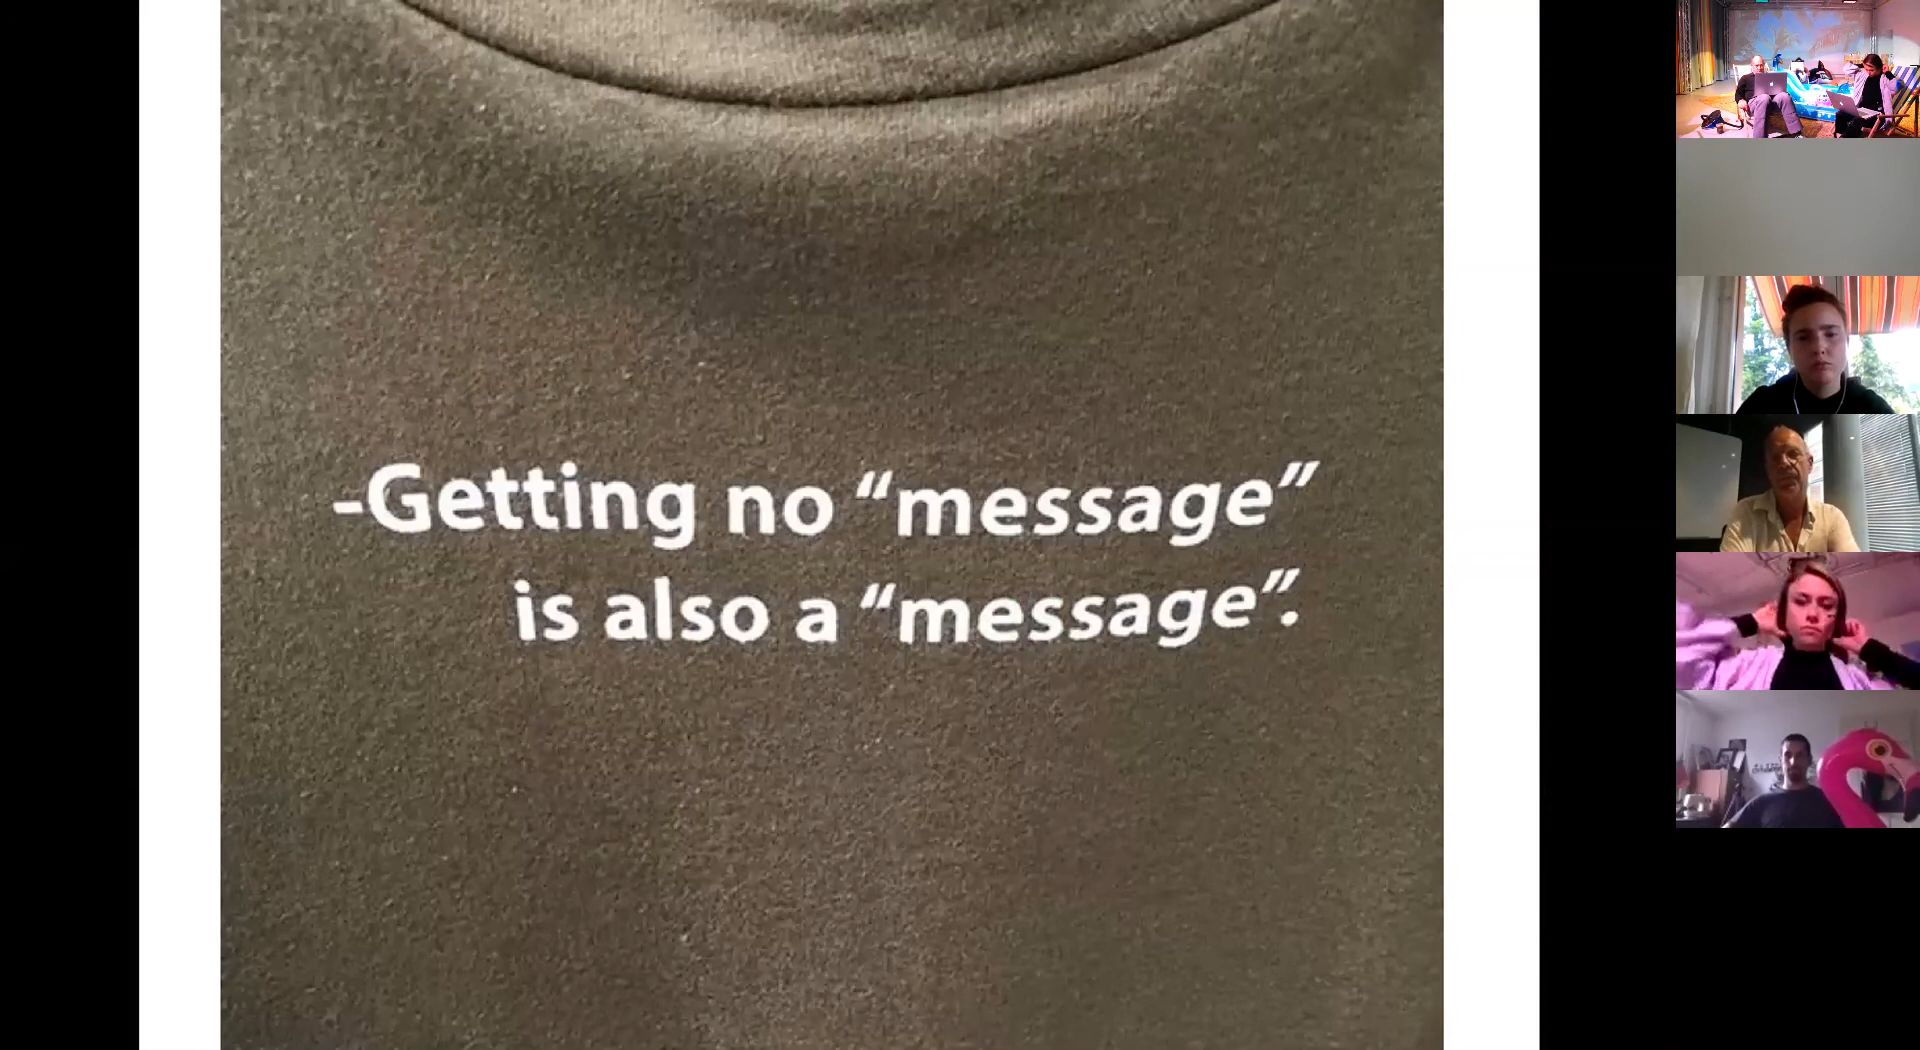 -Getting no “message”
is also a “message”.